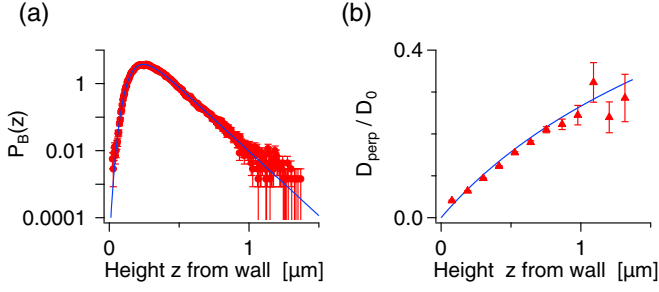 (a)
P_B(z)
1
0.01
0.0001
0
1
Height z from wall [μm]
(b)
D_perp / D_0
0.4
0.0
0
1
Height z from wall [μm]